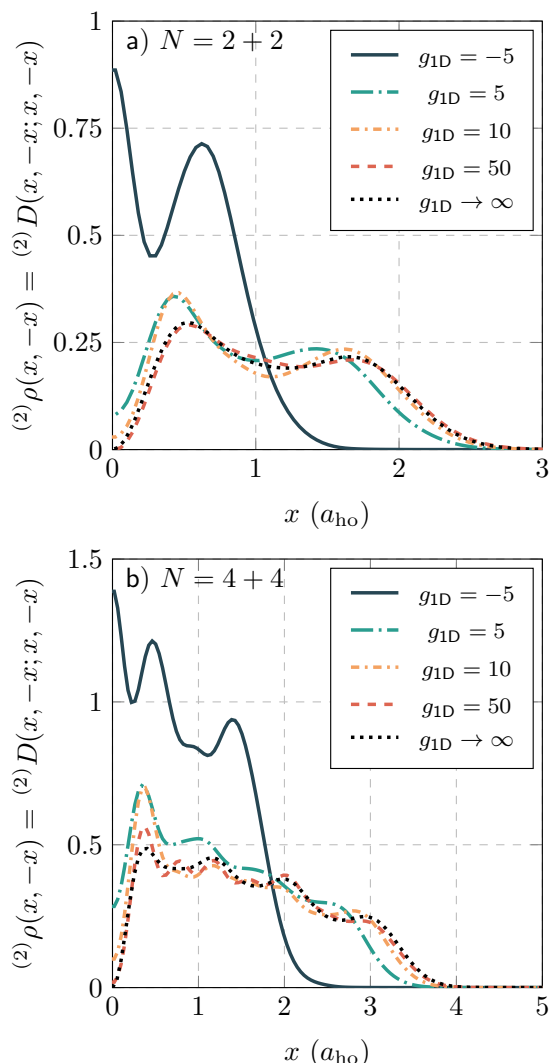 a) N = 2 + 2
g1D = −5
g1D = 5
g1D = 10
g1D = 50
g1D → ∞
1
0.75
0.5
0.25
0
0 1 2 3
x (aho)
(2)ρ(x, −x) = (2)D(x, −x; x, −x)
b) N = 4 + 4
g1D = −5
g1D = 5
g1D = 10
g1D = 50
g1D → ∞
1.5
1
0.5
0
0 1 2 3 4 5
x (aho)
(2)ρ(x, −x) = (2)D(x, −x; x, −x)